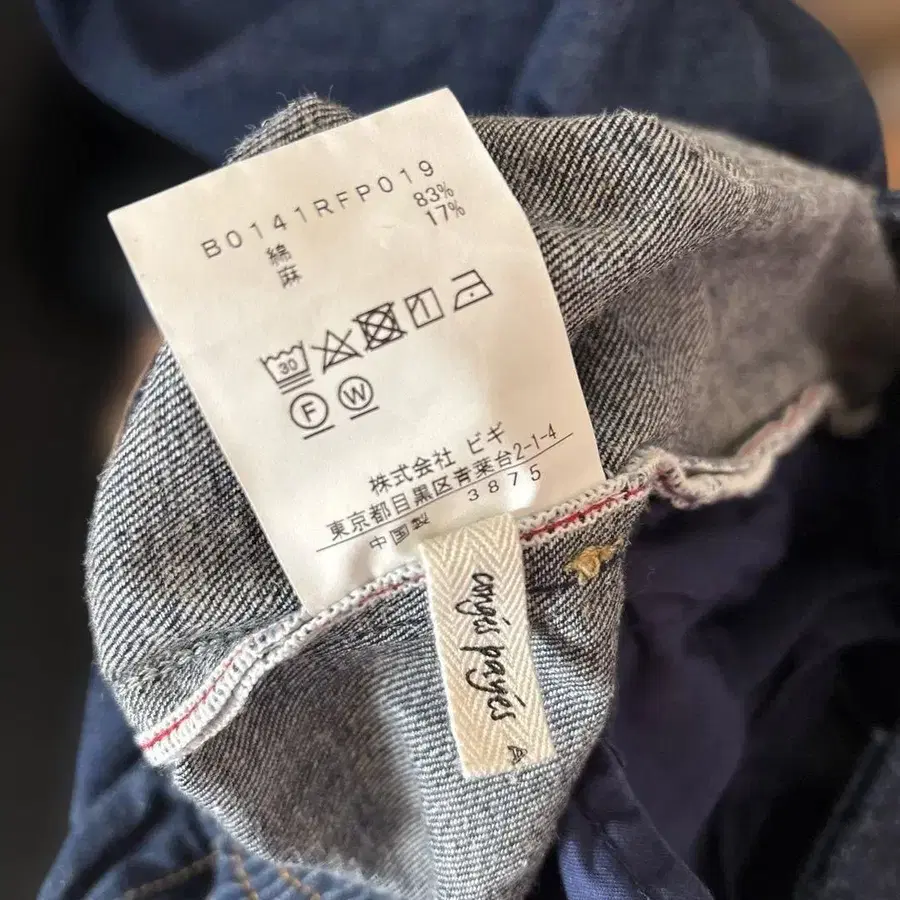 B0141RFP019
綿 83%
麻 17%
30
F W
株式会社 ビギ
東京都目黒区青葉台2-1-4
中国製 3875
congés payés A